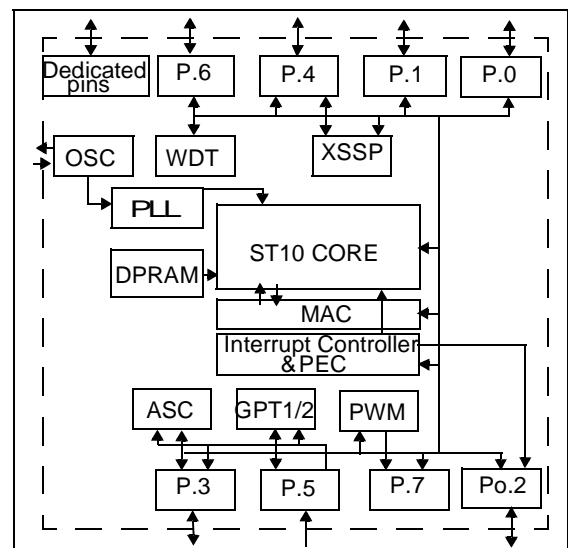 Dedicated
pins
P.6
P.4
P.1
P.0
OSC
WDT
XSSP
PLL
ST10 CORE
DPRAM
MAC
Interrupt Controller
&PEC
ASC
GPT1/2
PWM
P.3
P.5
P.7
Po.2